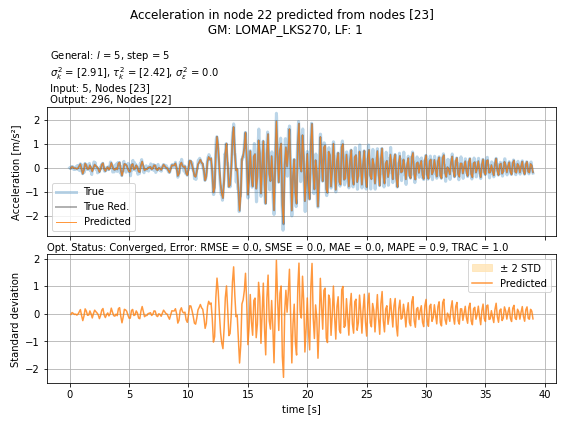 Acceleration in node 22 predicted from nodes [23]
GM: LOMAP_LKS270, LF: 1
General: l = 5, step = 5
σ²ₖ = [2.91], τ²ₖ = [2.42], σ²ε = 0.0
Input: 5, Nodes [23]
Output: 296, Nodes [22]
Acceleration [m/s²]
2
1
0
−1
−2
True
True Red.
Predicted
Opt. Status: Converged, Error: RMSE = 0.0, SMSE = 0.0, MAE = 0.0, MAPE = 0.9, TRAC = 1.0
Standard deviation
2
1
0
−1
−2
± 2 STD
Predicted
0 5 10 15 20 25 30 35 40
time [s]